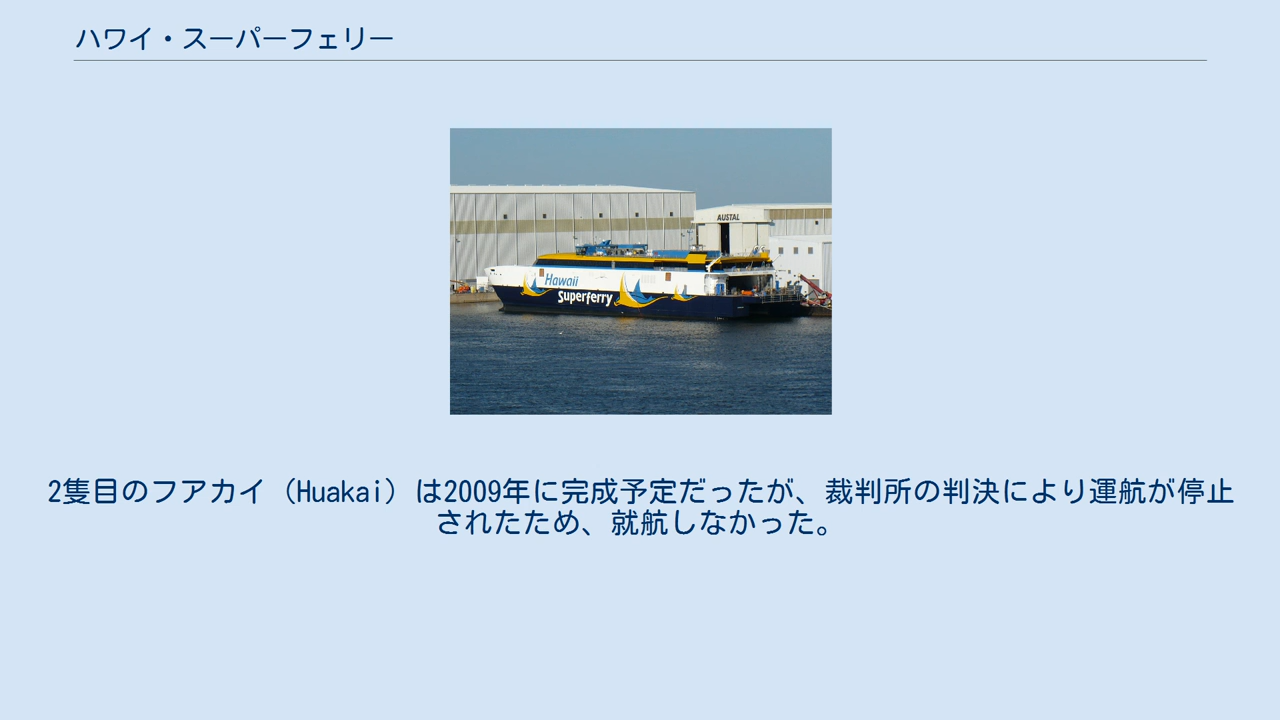 ハワイ・スーパーフェリー
AUSTAL
Hawaii
Superferry
2隻目のフアカイ（Huakai）は2009年に完成予定だったが、裁判所の判決により運航が停止
されたため、就航しなかった。